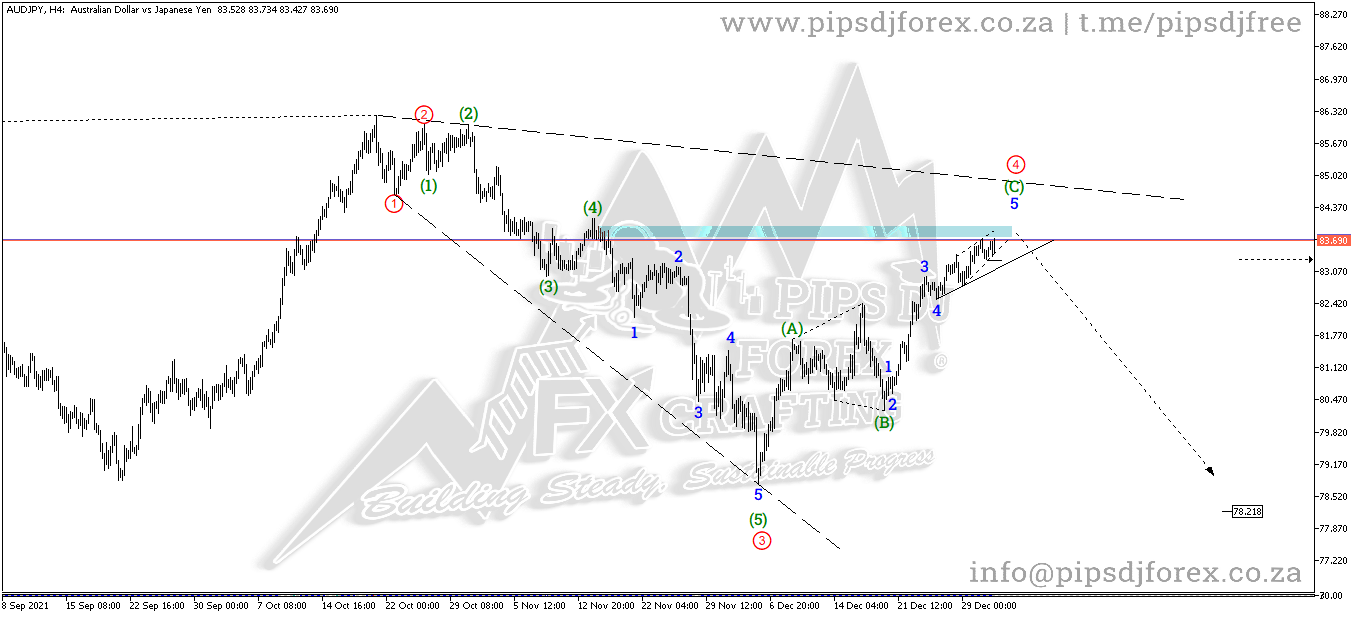 AUDJPY, H4: Australian Dollar vs Japanese Yen 83.528 83.734 83.427 83.690
www.pipsdjforex.co.za | t.me/pipsdjfree
88.270
87.620
86.970
86.320
85.670
85.020
84.370
83.690
83.070
82.420
81.770
81.120
80.470
79.820
79.170
78.520
77.870
77.220
70.00
2
(2)
(1)
1
(4)
(3)
2
1
4
3
5
(5)
3
(A)
1
2
(B)
3
4
4
(C)
5
78.218
PIPS DJ
FOREX
®
FX CRAFTING
Building Steady, Sustainable Progress
info@pipsdjforex.co.za
8 Sep 2021
15 Sep 08:00
22 Sep 16:00
30 Sep 00:00
7 Oct 08:00
14 Oct 16:00
22 Oct 00:00
29 Oct 08:00
5 Nov 12:00
12 Nov 20:00
22 Nov 04:00
29 Nov 12:00
6 Dec 20:00
14 Dec 04:00
21 Dec 12:00
29 Dec 00:00